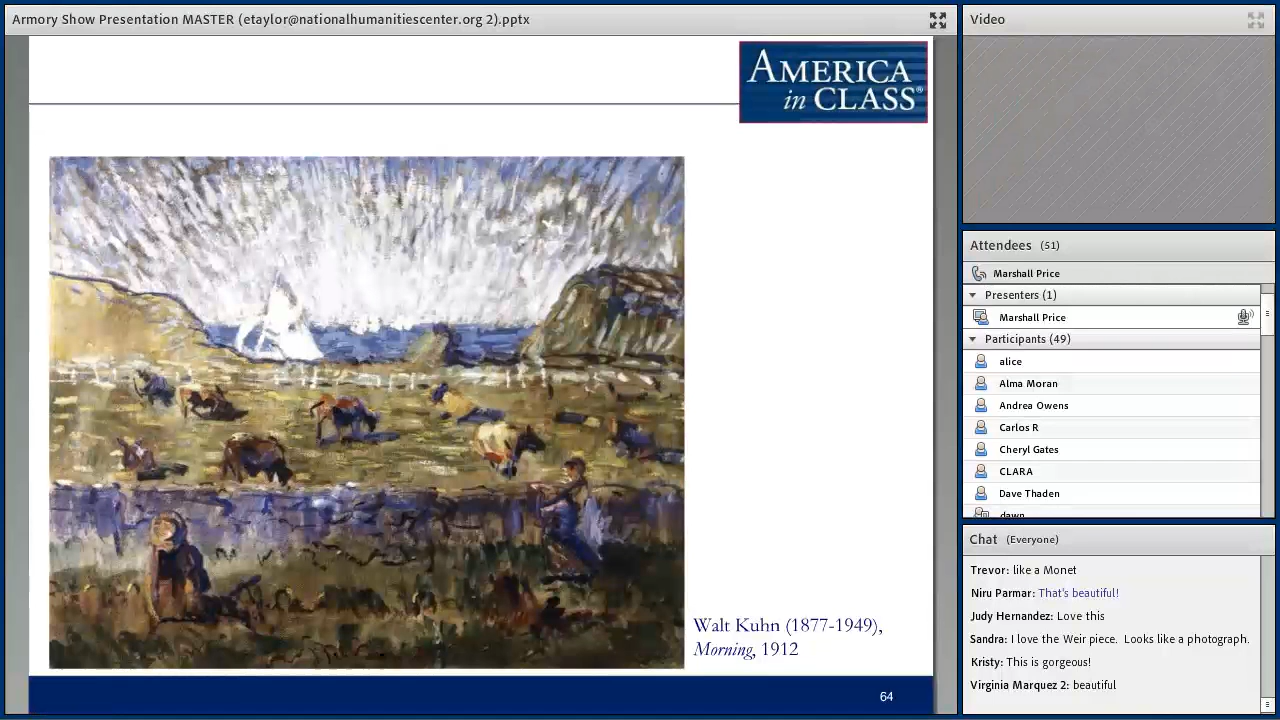 Armory Show Presentation MASTER (etaylor@nationalhumanitiescenter.org 2).pptx
AMERICA
in CLASS®
Walt Kuhn (1877-1949),
Morning, 1912
64
Video
Attendees (51)
Marshall Price
Presenters (1)
Marshall Price
Participants (49)
alice
Alma Moran
Andrea Owens
Carlos R
Cheryl Gates
CLARA
Dave Thaden
dawn
Chat (Everyone)
Trevor: like a Monet
Niru Parmar: That's beautiful!
Judy Hernandez: Love this
Sandra: I love the Weir piece. Looks like a photograph.
Kristy: This is gorgeous!
Virginia Marquez 2: beautiful